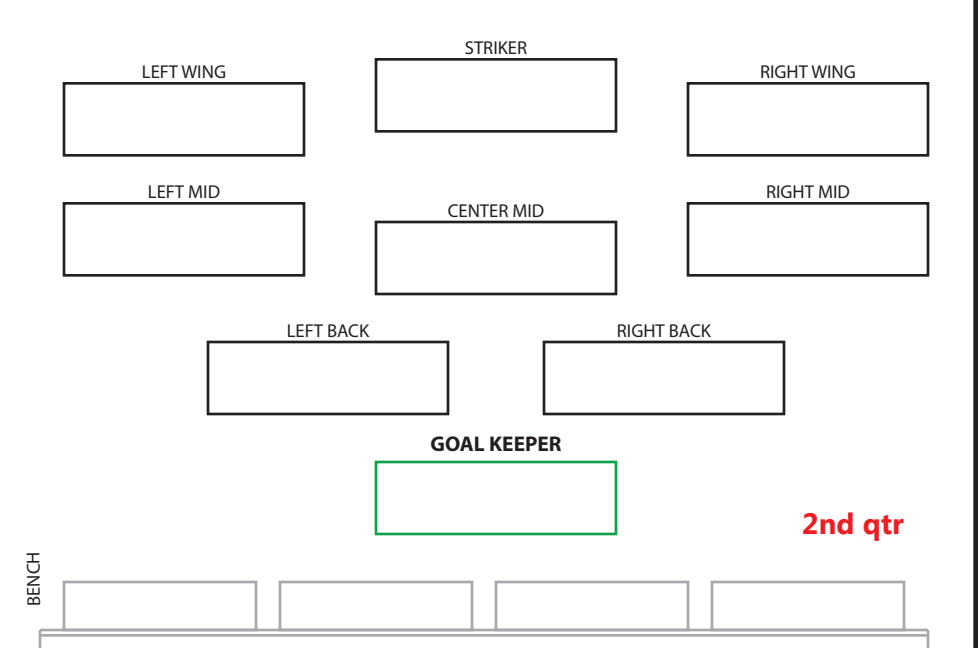 STRIKER
LEFT WING
RIGHT WING
LEFT MID
RIGHT MID
CENTER MID
LEFT BACK
RIGHT BACK
GOAL KEEPER
2nd qtr
BENCH